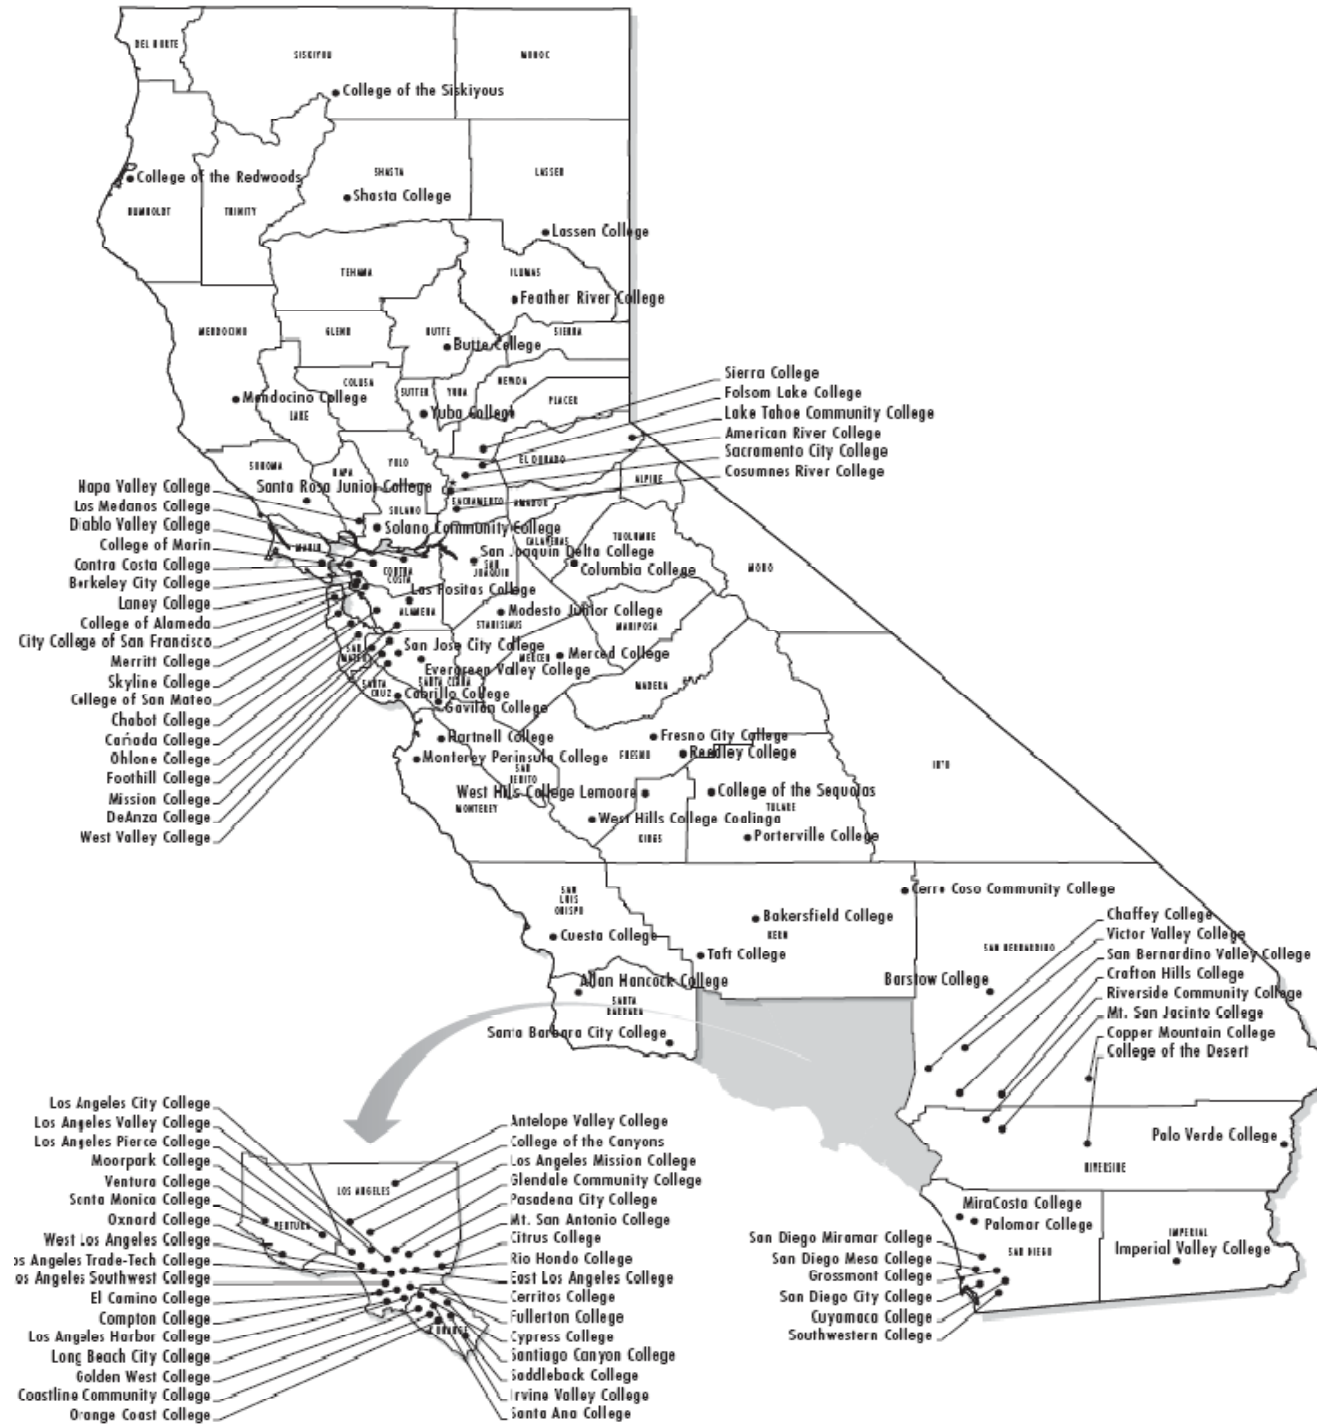 DEL NORTE
SISKIYOU
MODOC
College of the Siskiyous
SHASTA
LASSEN
College of the Redwoods
Shasta College
HUMBOLDT
TRINITY
Lassen College
TEHAMA
Feather River College
MENDOCINO
GLENN
BUTTE
SIERRA
Butte College
Sierra College
COLUSA
SUTTER
YUBA
NEVADA
PLACER
Folsom Lake College
Mendocino College
LAKE
Yuba College
Lake Tahoe Community College
American River College
Sacramento City College
Cosumnes River College
SONOMA
NAPA
YOLO
EL DORADO
ALPINE
Napa Valley College
Santa Rosa Junior College
SACRAMENTO
AMADOR
Los Medanos College
SOLANO
Diablo Valley College
Solano Community College
CALAVERAS
TUOLUMNE
College of Marin
MARIN
San Joaquin Delta College
Contra Costa College
CONTRA
COSTA
SAN
JOAQUIN
Columbia College
MONO
Berkeley City College
Las Positas College
Laney College
ALAMEDA
Modesto Junior College
College of Alameda
STANISLAUS
MARIPOSA
City College of San Francisco
SAN
MATEO
San Jose City College
Merritt College
MERCED
Merced College
Evergreen Valley College
Skyline College
SANTA
CRUZ
SANTA CLARA
MADERA
College of San Mateo
Cabrillo College
Gavilan College
Chabot College
Cañada College
Hartnell College
Fresno City College
Ohlone College
Monterey Peninsula College
FRESNO
Reedley College
Foothill College
SAN
BENITO
INYO
Mission College
West Hills College Lemoore
College of the Sequoias
MONTEREY
TULARE
DeAnza College
West Hills College Coalinga
West Valley College
KINGS
Porterville College
SAN
LUIS
OBISPO
Cerro Coso Community College
Bakersfield College
KERN
Cuesta College
Taft College
SAN BERNARDINO
Chaffey College
Victor Valley College
San Bernardino Valley College
Crafton Hills College
Riverside Community College
Mt. San Jacinto College
Copper Mountain College
College of the Desert
Allan Hancock College
Barstow College
SANTA
BARBARA
Santa Barbara City College
Palo Verde College
RIVERSIDE
MiraCosta College
Palomar College
SAN DIEGO
IMPERIAL
Imperial Valley College
San Diego Miramar College
San Diego Mesa College
Grossmont College
San Diego City College
Cuyamaca College
Southwestern College
Los Angeles City College
Los Angeles Valley College
Los Angeles Pierce College
Moorpark College
Ventura College
Santa Monica College
Oxnard College
West Los Angeles College
os Angeles Trade-Tech College
os Angeles Southwest College
El Camino College
Compton College
Los Angeles Harbor College
Long Beach City College
Golden West College
Coastline Community College
Orange Coast College
VENTURA
LOS ANGELES
ORANGE
Antelope Valley College
College of the Canyons
Los Angeles Mission College
Glendale Community College
Pasadena City College
Mt. San Antonio College
Citrus College
Rio Hondo College
East Los Angeles College
Cerritos College
Fullerton College
Cypress College
Santiago Canyon College
Saddleback College
Irvine Valley College
Santa Ana College